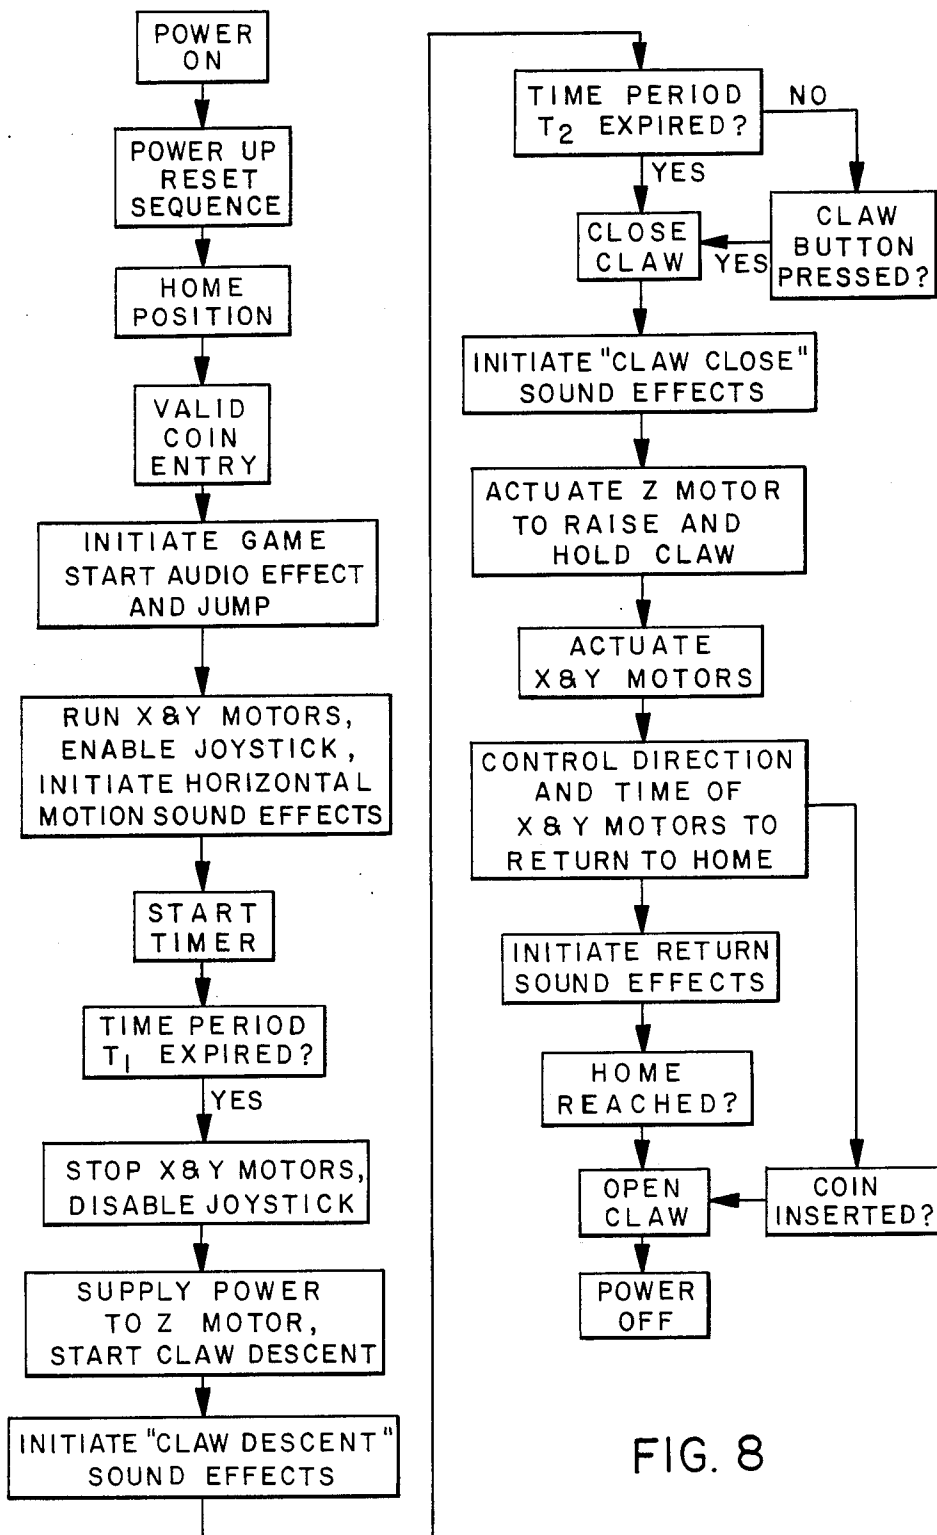 POWER
ON
POWER UP
RESET
SEQUENCE
HOME
POSITION
VALID
COIN
ENTRY
INITIATE GAME
START AUDIO EFFECT
AND JUMP
RUN X&Y MOTORS,
ENABLE JOYSTICK,
INITIATE HORIZONTAL
MOTION SOUND EFFECTS
START
TIMER
TIME PERIOD
T1 EXPIRED?
YES
STOP X&Y MOTORS,
DISABLE JOYSTICK
SUPPLY POWER
TO Z MOTOR,
START CLAW DESCENT
INITIATE "CLAW DESCENT"
SOUND EFFECTS
TIME PERIOD
T2 EXPIRED?
NO
YES
CLAW
BUTTON
PRESSED?
YES
CLOSE
CLAW
INITIATE "CLAW CLOSE"
SOUND EFFECTS
ACTUATE Z MOTOR
TO RAISE AND
HOLD CLAW
ACTUATE
X&Y MOTORS
CONTROL DIRECTION
AND TIME OF
X&Y MOTORS TO
RETURN TO HOME
INITIATE RETURN
SOUND EFFECTS
HOME
REACHED?
OPEN
CLAW
COIN
INSERTED?
POWER
OFF
FIG. 8